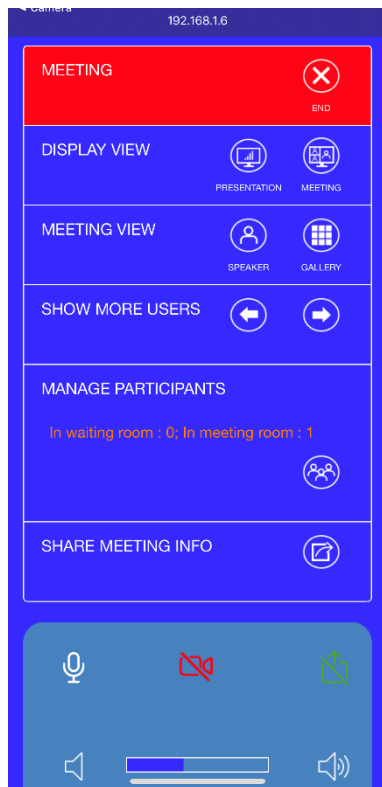 Camera
192.168.1.6
MEETING
END
DISPLAY VIEW
PRESENTATION MEETING
MEETING VIEW
SPEAKER GALLERY
SHOW MORE USERS
MANAGE PARTICIPANTS
In waiting room : 0; In meeting room : 1
SHARE MEETING INFO